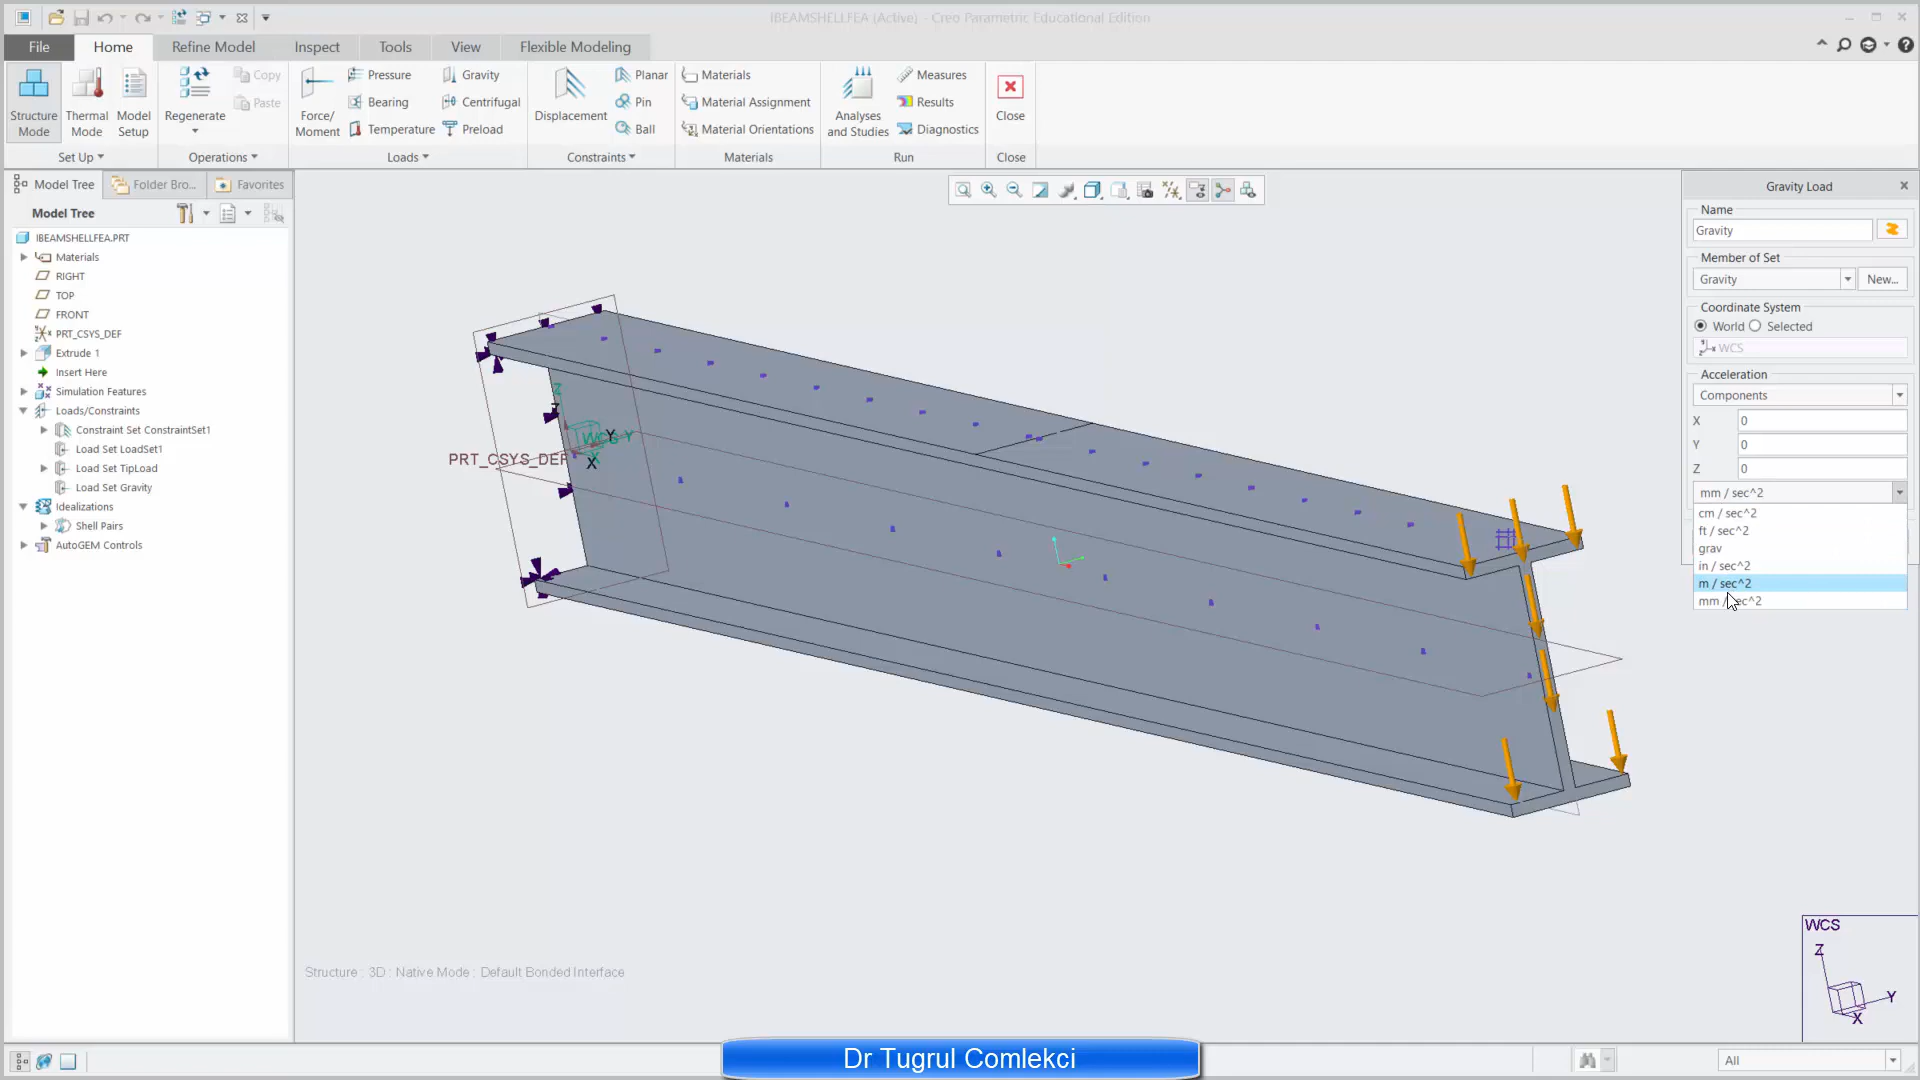 IBEAMSHELLFEA (Active) - Creo Parametric Educational Edition
File
Home
Refine Model
Inspect
Tools
View
Flexible Modeling
Structure
Mode
Thermal
Mode
Model
Setup
Set Up
Regenerate
Copy
Paste
Operations
Force/
Moment
Pressure
Bearing
Temperature
Gravity
Centrifugal
Preload
Loads
Displacement
Planar
Pin
Ball
Constraints
Materials
Material Assignment
Material Orientations
Materials
Analyses
and Studies
Measures
Results
Diagnostics
Run
Close
Close
Model Tree
Folder Bro...
Favorites
Model Tree
IBEAMSHELLFEA.PRT
Materials
RIGHT
TOP
FRONT
PRT_CSYS_DEF
Extrude 1
Insert Here
Simulation Features
Loads/Constraints
Constraint Set ConstraintSet1
Load Set LoadSet1
Load Set TipLoad
Load Set Gravity
Idealizations
Shell Pairs
AutoGEM Controls
Z
Z
WCS Y
Y
X
X
PRT_CSYS_DEF
Structure : 3D : Native Mode : Default Bonded Interface
Gravity Load
Name
Gravity
Member of Set
Gravity
New...
Coordinate System
World
Selected
WCS
Acceleration
Components
X
0
Y
0
Z
0
mm / sec^2
cm / sec^2
ft / sec^2
grav
in / sec^2
m / sec^2
mm / sec^2
WCS
Z
Y
X
Dr Tugrul Comlekci
All